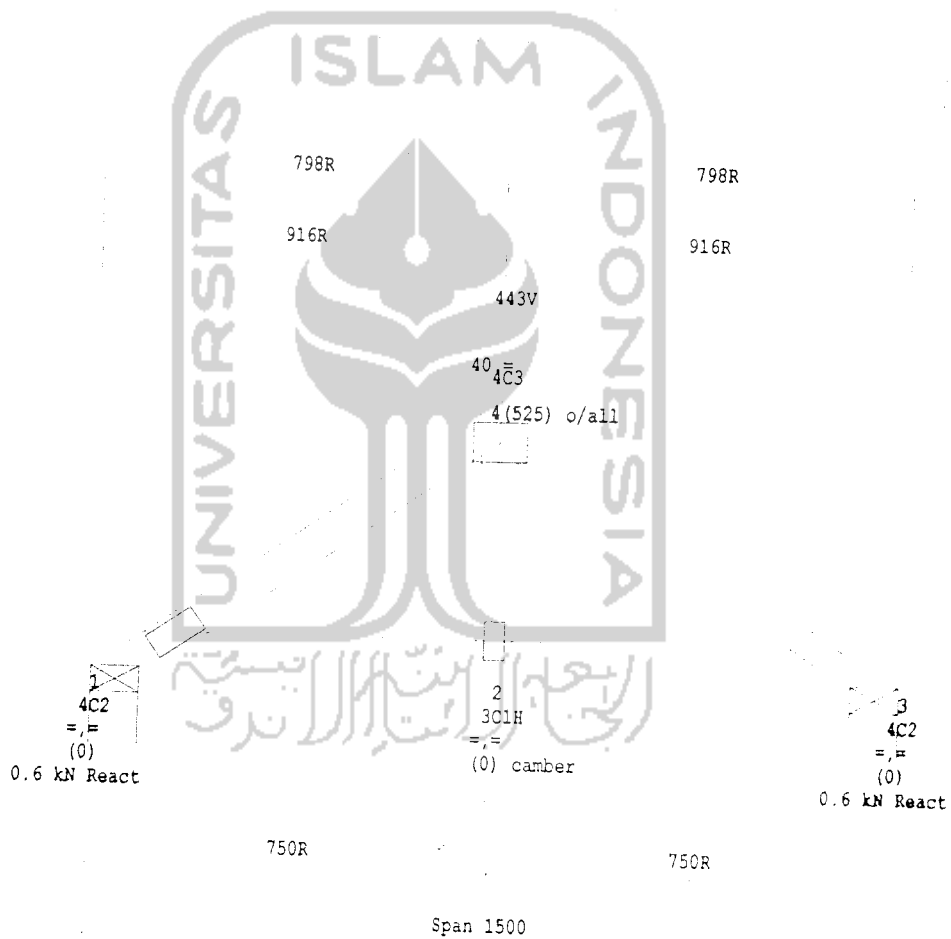 ISLAM
UNIVERSITAS
INDONESIA
798R
798R
916R
916R
443V
40 =
4C3
4(525) o/all
1
4C2
=,=
(0)
0.6 kN React
2
3C1H
=,=
(0) camber
3
4C2
=,=
(0)
0.6 kN React
750R
750R
Span 1500